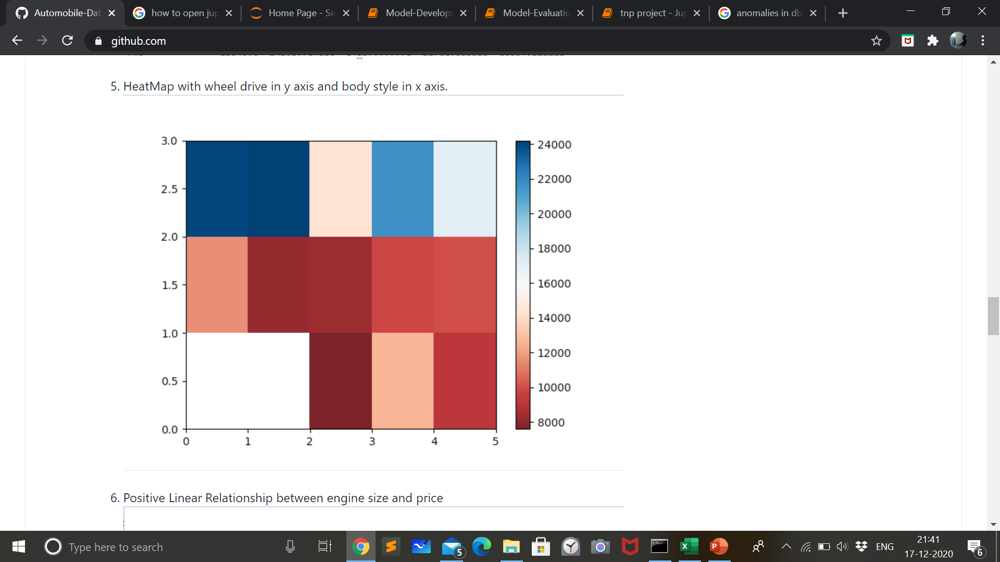 Automobile-Dat
how to open jup
Home Page - Se
Model-Develop
Model-Evaluatio
tnp project - Ju
anomalies in db
github.com
5. HeatMap with wheel drive in y axis and body style in x axis.
3.0
2.5
2.0
1.5
1.0
0.5
0.0
0 1 2 3 4 5
24000
22000
20000
18000
16000
14000
12000
10000
8000
6. Positive Linear Relationship between engine size and price
Type here to search
5
ENG
21:41
17-12-2020
6